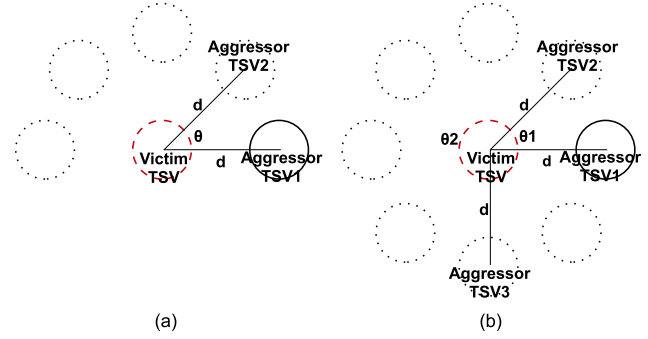 Aggressor
TSV2
d
θ
Victim
TSV
d
Aggressor
TSV1
(a)
Aggressor
TSV2
d
θ2
θ1
Victim
TSV
d
Aggressor
TSV1
d
Aggressor
TSV3
(b)